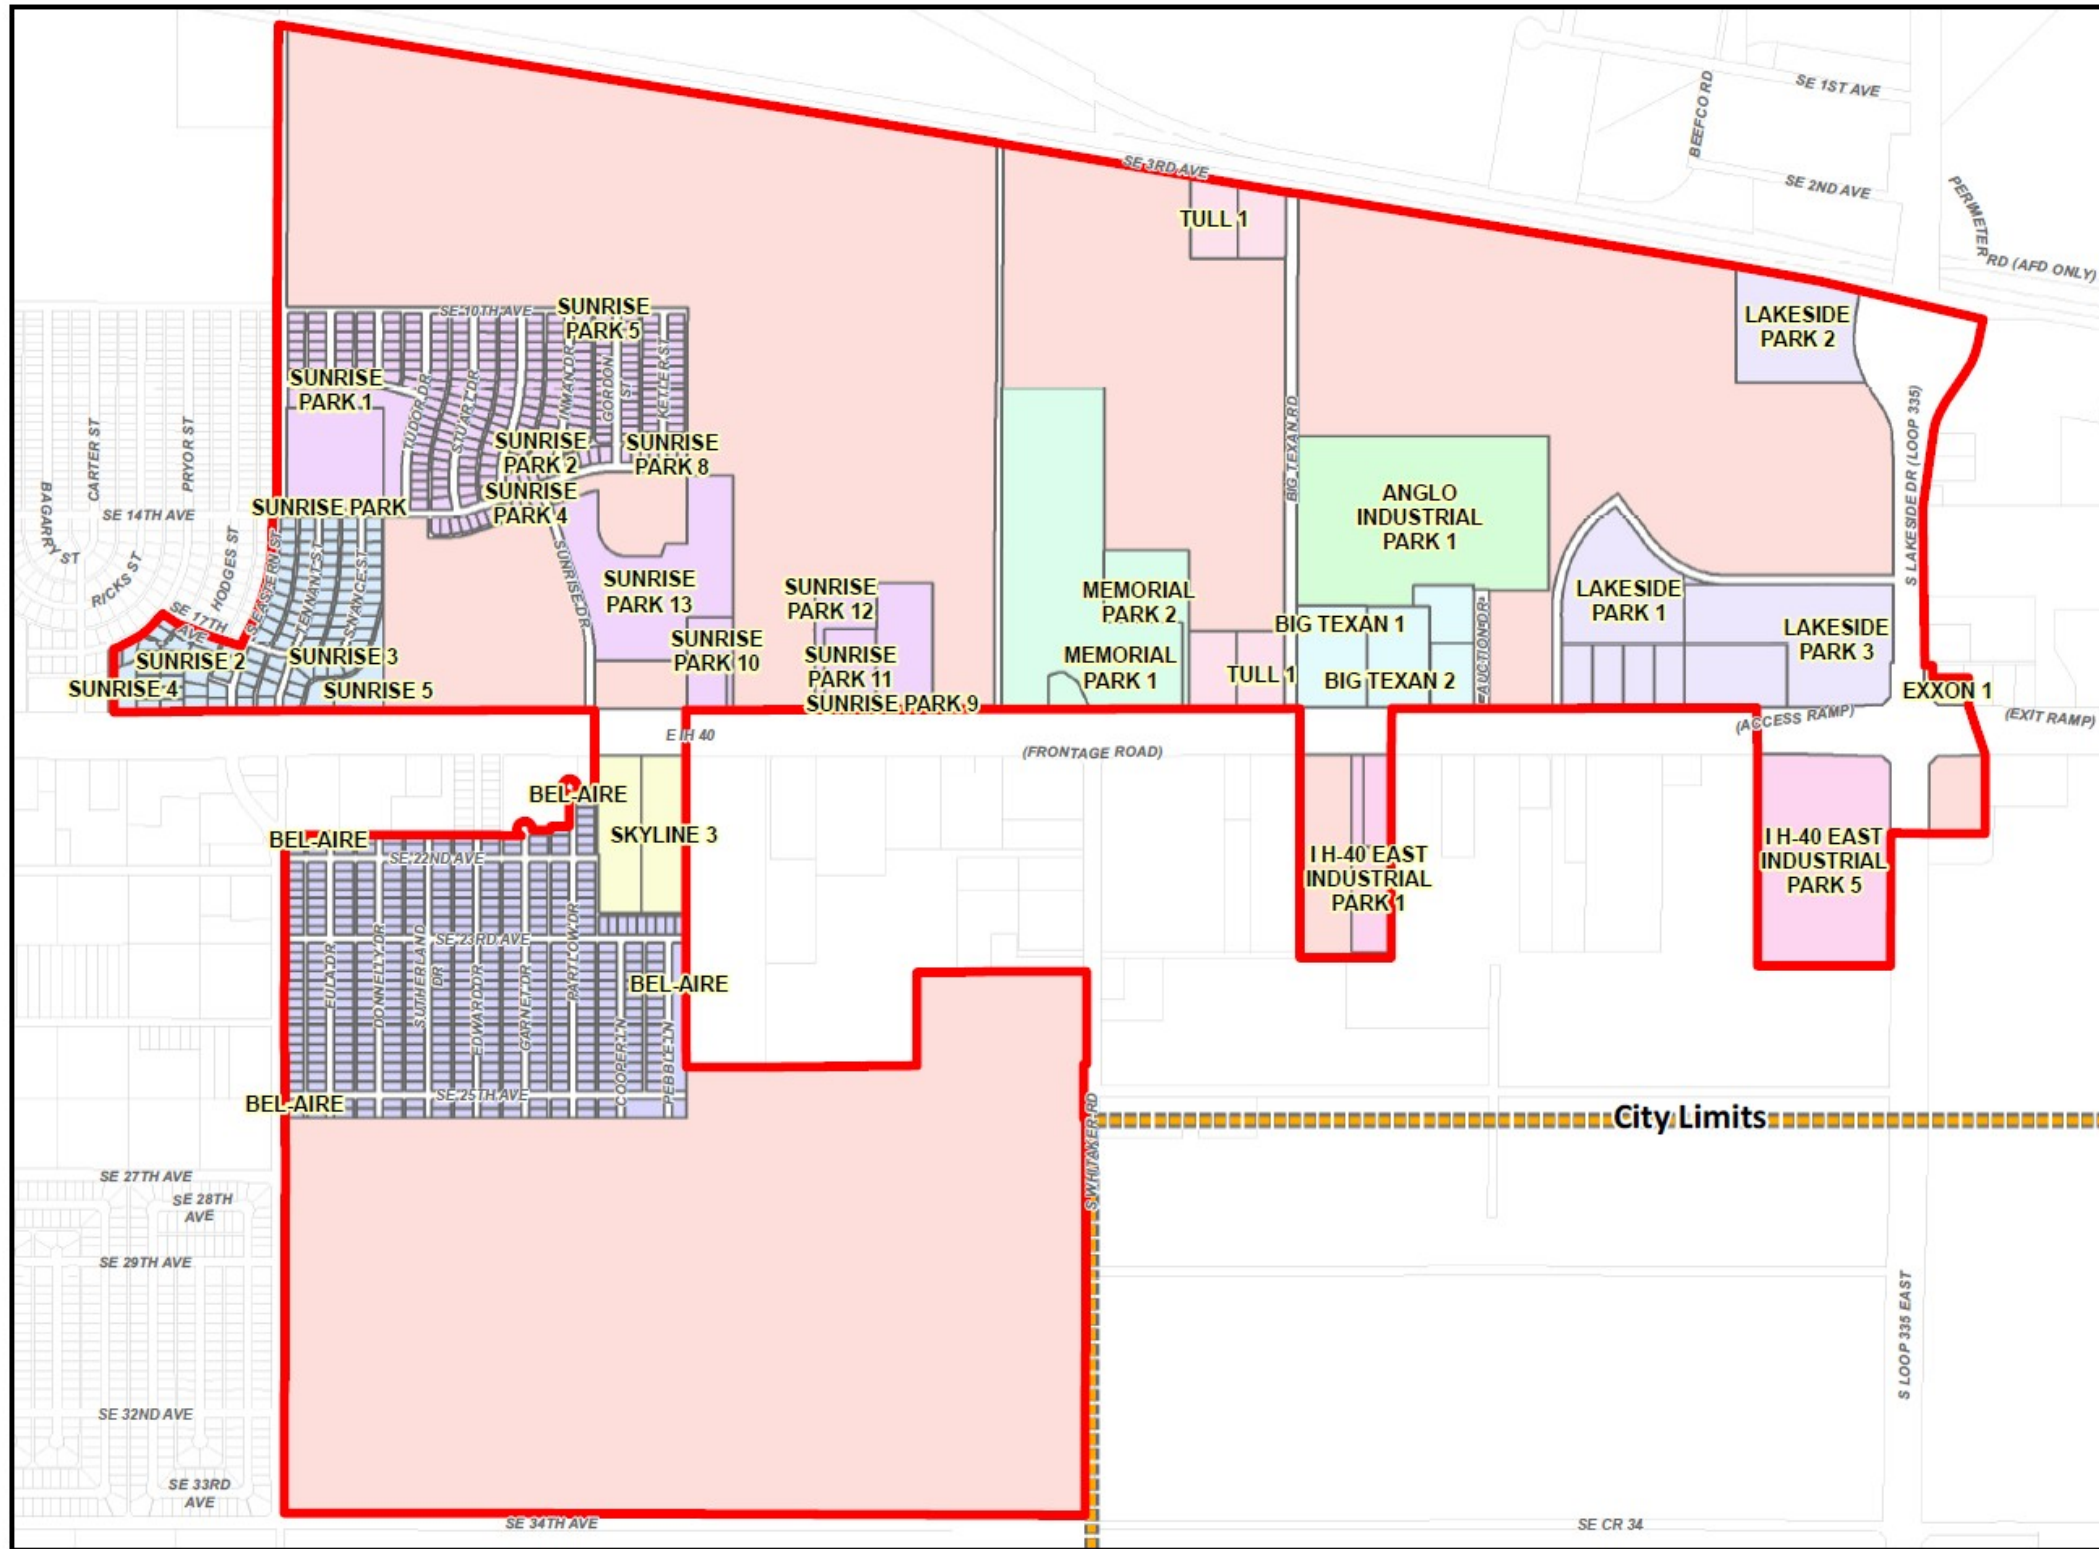 SE 1ST AVE
BEEFCO RD
SE 3RD AVE
SE 2ND AVE
PERIMETER
RD (AFD ONLY)
TULL 1
SE 10TH AVE
SUNRISE
PARK 5
LAKESIDE
PARK 2
SUNRISE
PARK 1
TUDOR DR
STUART DR
INMAN DR
GORDON
ST
KETLER ST
S LAKESIDE DR (LOOP 335)
BIG TEXAN RD
CARTER ST
PRYOR ST
BAGARRY ST
SUNRISE
PARK 2
SUNRISE
PARK 8
SUNRISE
PARK 4
SUNRISE PARK
SE 14TH AVE
ANGLO
INDUSTRIAL
PARK 1
HODGES ST
RICKS ST
S EASTERN ST
TENNANT ST
S NANCE ST
SUNRISE DR
SUNRISE
PARK 13
SUNRISE
PARK 12
MEMORIAL
PARK 2
LAKESIDE
PARK 1
SE 17TH
AVE
BIG TEXAN 1
AUCTION DR
LAKESIDE
PARK 3
SUNRISE 2
SUNRISE 3
SUNRISE
PARK 10
SUNRISE
PARK 11
MEMORIAL
PARK 1
TULL 1
BIG TEXAN 2
SUNRISE 4
SUNRISE 5
SUNRISE PARK 9
EXXON 1
(ACCESS RAMP)
(EXIT RAMP)
E IH 40
(FRONTAGE ROAD)
BEL-AIRE
BEL-AIRE
SKYLINE 3
SE 22ND AVE
I H-40 EAST
INDUSTRIAL
PARK 1
I H-40 EAST
INDUSTRIAL
PARK 5
SE 23RD AVE
EULA DR
DONNELLY DR
SUTHERLAND
DR
EDWARD DR
GARNET DR
PARTLOW DR
BEL-AIRE
COOPER LN
PEBBLE LN
SE 25TH AVE
BEL-AIRE
City Limits
S WHITAKER RD
SE 27TH AVE
SE 28TH
AVE
SE 29TH AVE
S LOOP 335 EAST
SE 32ND AVE
SE 33RD
AVE
SE 34TH AVE
SE CR 34